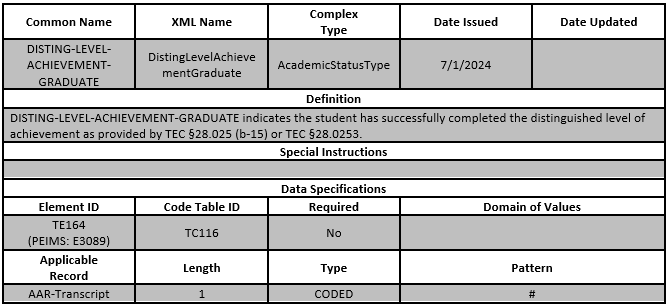 Common Name XML Name Complex Type Date Issued Date Updated
DISTING-LEVEL-
ACHIEVEMENT-
GRADUATE
DistingLevelAchieve
mentGraduate
AcademicStatusType
7/1/2024
Definition
DISTING-LEVEL-ACHIEVEMENT-GRADUATE indicates the student has successfully completed the distinguished level of
achievement as provided by TEC §28.025 (b-15) or TEC §28.0253.
Special Instructions
Data Specifications
Element ID Code Table ID Required Domain of Values
TE164
(PEIMS: E3089)
TC116
No
Applicable
Record
Length
Type
Pattern
AAR-Transcript 1 CODED #